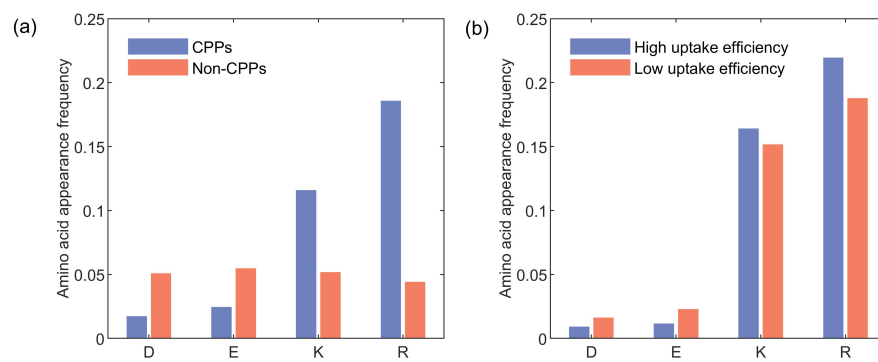 (a)
Amino acid appearance frequency
0.25
0.2
0.15
0.1
0.05
0
CPPs
Non-CPPs
D E K R
(b)
Amino acid appearance frequency
0.25
0.2
0.15
0.1
0.05
0
High uptake efficiency
Low uptake efficiency
D E K R